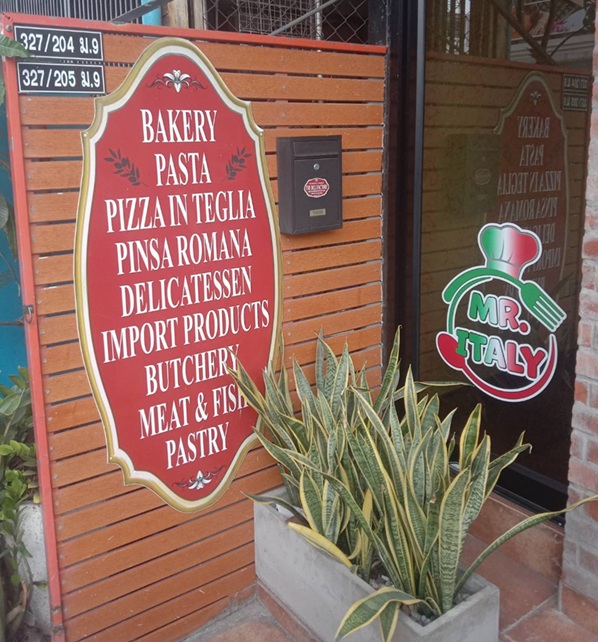 327/204 ม.9
327/205 ม.9
BAKERY
PASTA
PIZZA IN TEGLIA
PINSA ROMANA
DELICATESSEN
IMPORT PRODUCTS
BUTCHERY
MEAT & FISH
PASTRY
MR.
ITALY